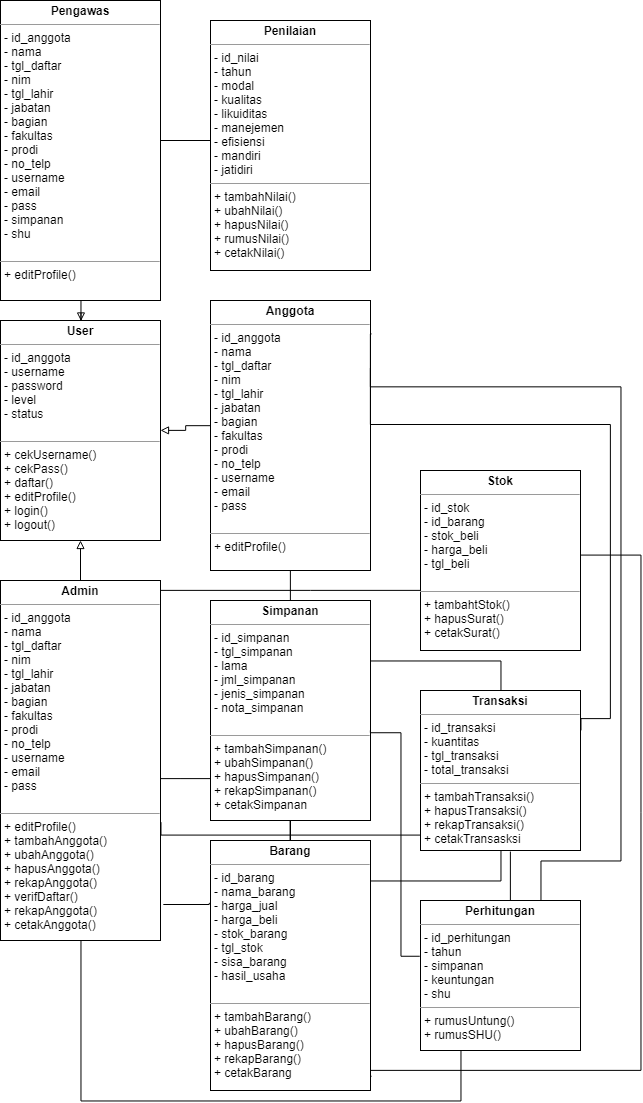 Pengawas
- id_anggota
- nama
- tgl_daftar
- nim
- tgl_lahir
- jabatan
- bagian
- fakultas
- prodi
- no_telp
- username
- email
- pass
- simpanan
- shu
+ editProfile()
Penilaian
- id_nilai
- tahun
- modal
- kualitas
- likuiditas
- manejemen
- efisiensi
- mandiri
- jatidiri
+ tambahNilai()
+ ubahNilai()
+ hapusNilai()
+ rumusNilai()
+ cetakNilai()
User
- id_anggota
- username
- password
- level
- status
+ cekUsername()
+ cekPass()
+ daftar()
+ editProfile()
+ login()
+ logout()
Anggota
- id_anggota
- nama
- tgl_daftar
- nim
- tgl_lahir
- jabatan
- bagian
- fakultas
- prodi
- no_telp
- username
- email
- pass
+ editProfile()
Stok
- id_stok
- id_barang
- stok_beli
- harga_beli
- tgl_beli
+ tambahtStok()
+ hapusSurat()
+ cetakSurat()
Admin
- id_anggota
- nama
- tgl_daftar
- nim
- tgl_lahir
- jabatan
- bagian
- fakultas
- prodi
- no_telp
- username
- email
- pass
+ editProfile()
+ tambahAnggota()
+ ubahAnggota()
+ hapusAnggota()
+ rekapAnggota()
+ verifDaftar()
+ rekapAnggota()
+ cetakAnggota()
Simpanan
- id_simpanan
- tgl_simpanan
- lama
- jml_simpanan
- jenis_simpanan
- nota_simpanan
+ tambahSimpanan()
+ ubahSimpanan()
+ hapusSimpanan()
+ rekapSimpanan()
+ cetakSimpanan
Transaksi
- id_transaksi
- kuantitas
- tgl_transaksi
- total_transaksi
+ tambahTransaksi()
+ hapusTransaksi()
+ rekapTransaksi()
+ cetakTransasksi
Barang
- id_barang
- nama_barang
- harga_jual
- harga_beli
- stok_barang
- tgl_stok
- sisa_barang
- hasil_usaha
+ tambahBarang()
+ ubahBarang()
+ hapusBarang()
+ rekapBarang()
+ cetakBarang
Perhitungan
- id_perhitungan
- tahun
- simpanan
- keuntungan
- shu
+ rumusUntung()
+ rumusSHU()